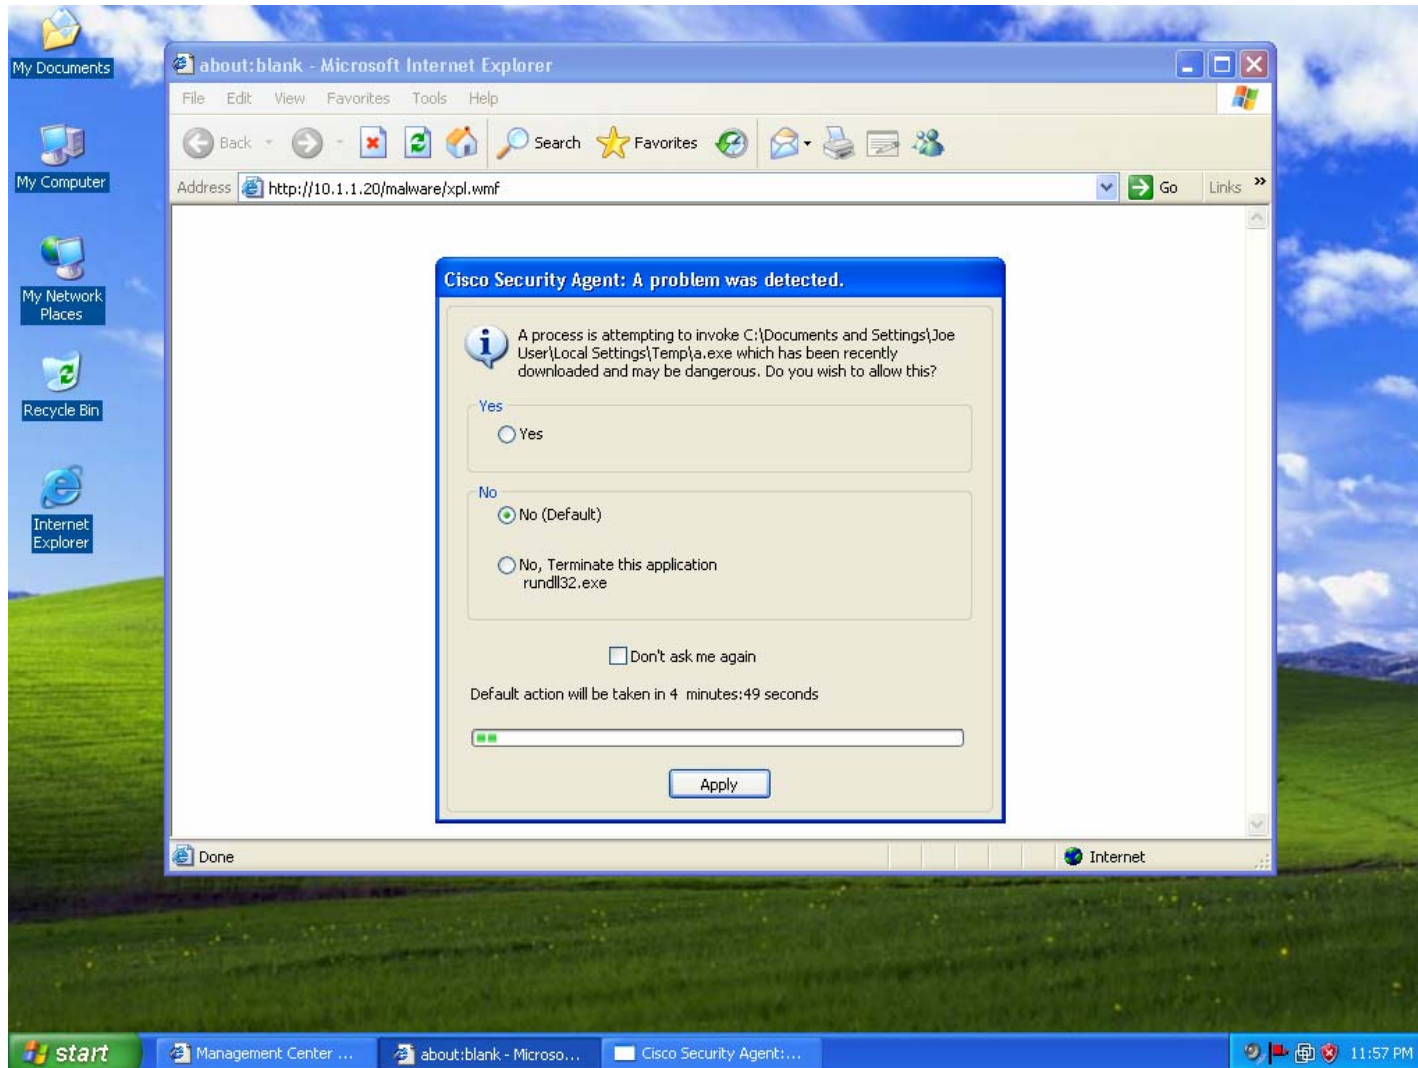 My Documents
My Computer
My Network
Places
Recycle Bin
Internet
Explorer
about:blank - Microsoft Internet Explorer
File Edit View Favorites Tools Help
Back Search Favorites
Address http://10.1.1.20/malware/xpl.wmf Go Links »
Cisco Security Agent: A problem was detected.
A process is attempting to invoke C:\Documents and Settings\Joe
User\Local Settings\Temp\a.exe which has been recently
downloaded and may be dangerous. Do you wish to allow this?
Yes
Yes
No
No (Default)
No, Terminate this application
rundll32.exe
Don't ask me again
Default action will be taken in 4 minutes:49 seconds
Apply
Done Internet
start Management Center ... about:blank - Microso... Cisco Security Agent:... 11:57 PM